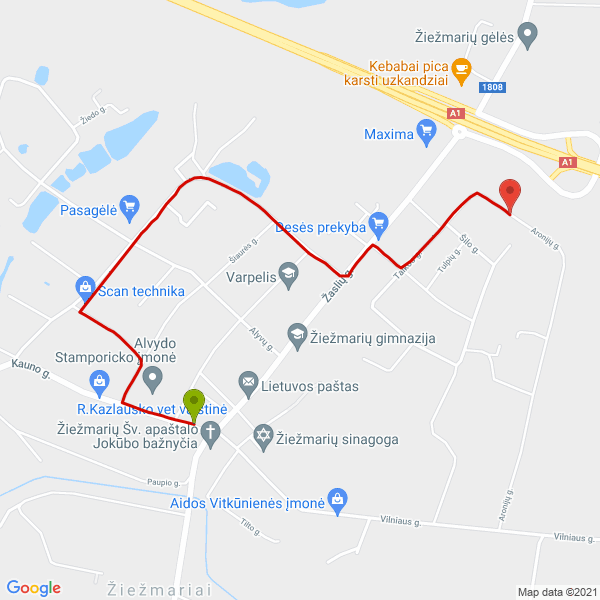 Žiežmarių gėlės
Kebabai pica
karsti uzkandziai
1808
A1
Maxima
A1
Žiedo g.
Pasagėlė
Desės prekyba
Aronijų g.
Šilo g.
Tulpių g.
Šiaurės g.
Varpelis
Žaslių g.
Scan technika
Alyvų g.
Žiežmarių gimnazija
Alvydo
Stamporicko įmonė
Kauno g.
Lietuvos paštas
R.Kazlausko vet
Žiežmarių Šv. apaštalo
Jokūbo bažnyčia
Žiežmarių sinagoga
Paupio g.
Aronijų g.
Aidos Vitkūnienės įmonė
Tilto g.
Vilniaus g.
Vilniaus g.
Žiežmariai
Google
Map data ©2021